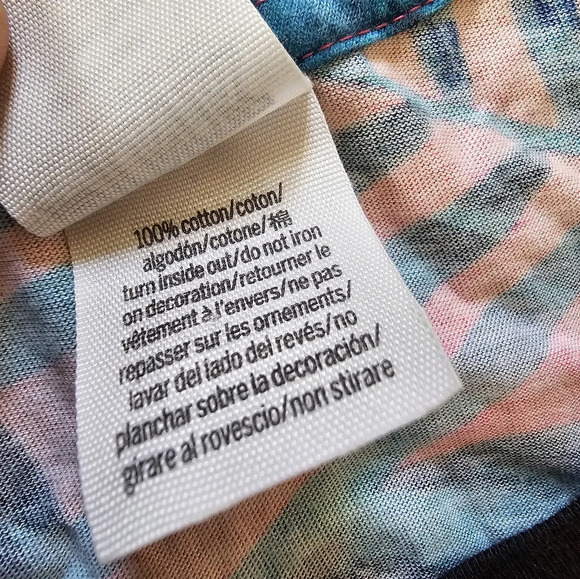 100% cotton/coton/
algodón/cotone/棉
turn inside out/do not iron
on decoration/retourner le
vêtement à l'envers/ne pas
repasser sur les ornements/
lavar del lado del revés/no
planchar sobre la decoración/
girare al rovescio/non stirare